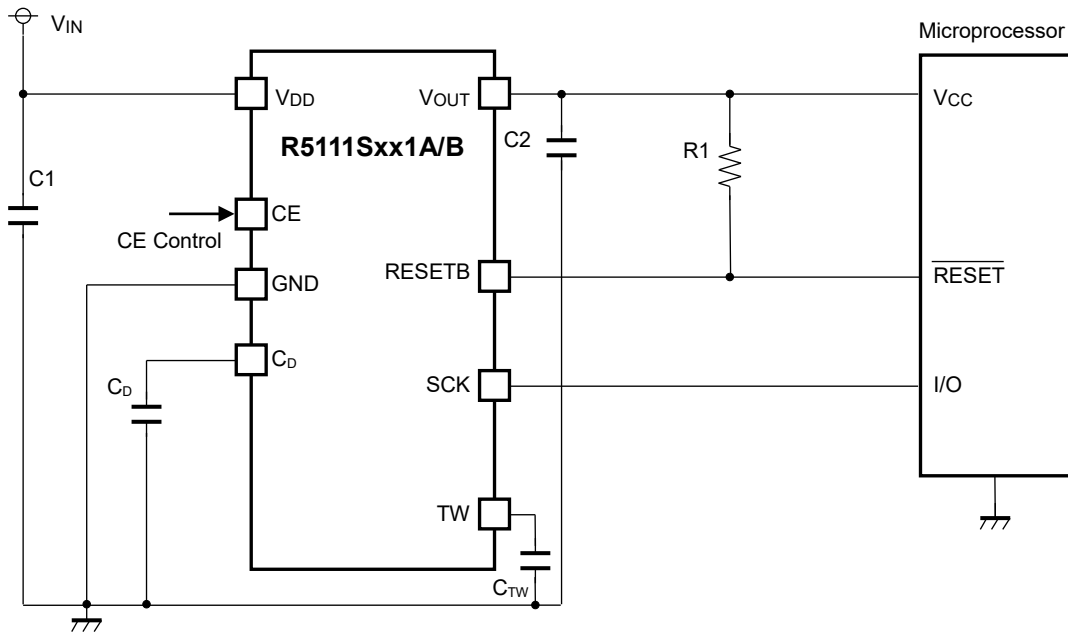 VIN
Microprocessor
VDD
VOUT
C2
VCC
R5111Sxx1A/B
R1
C1
CE
CE Control
RESETB
RESET
GND
CD
CD
SCK
I/O
TW
CTW